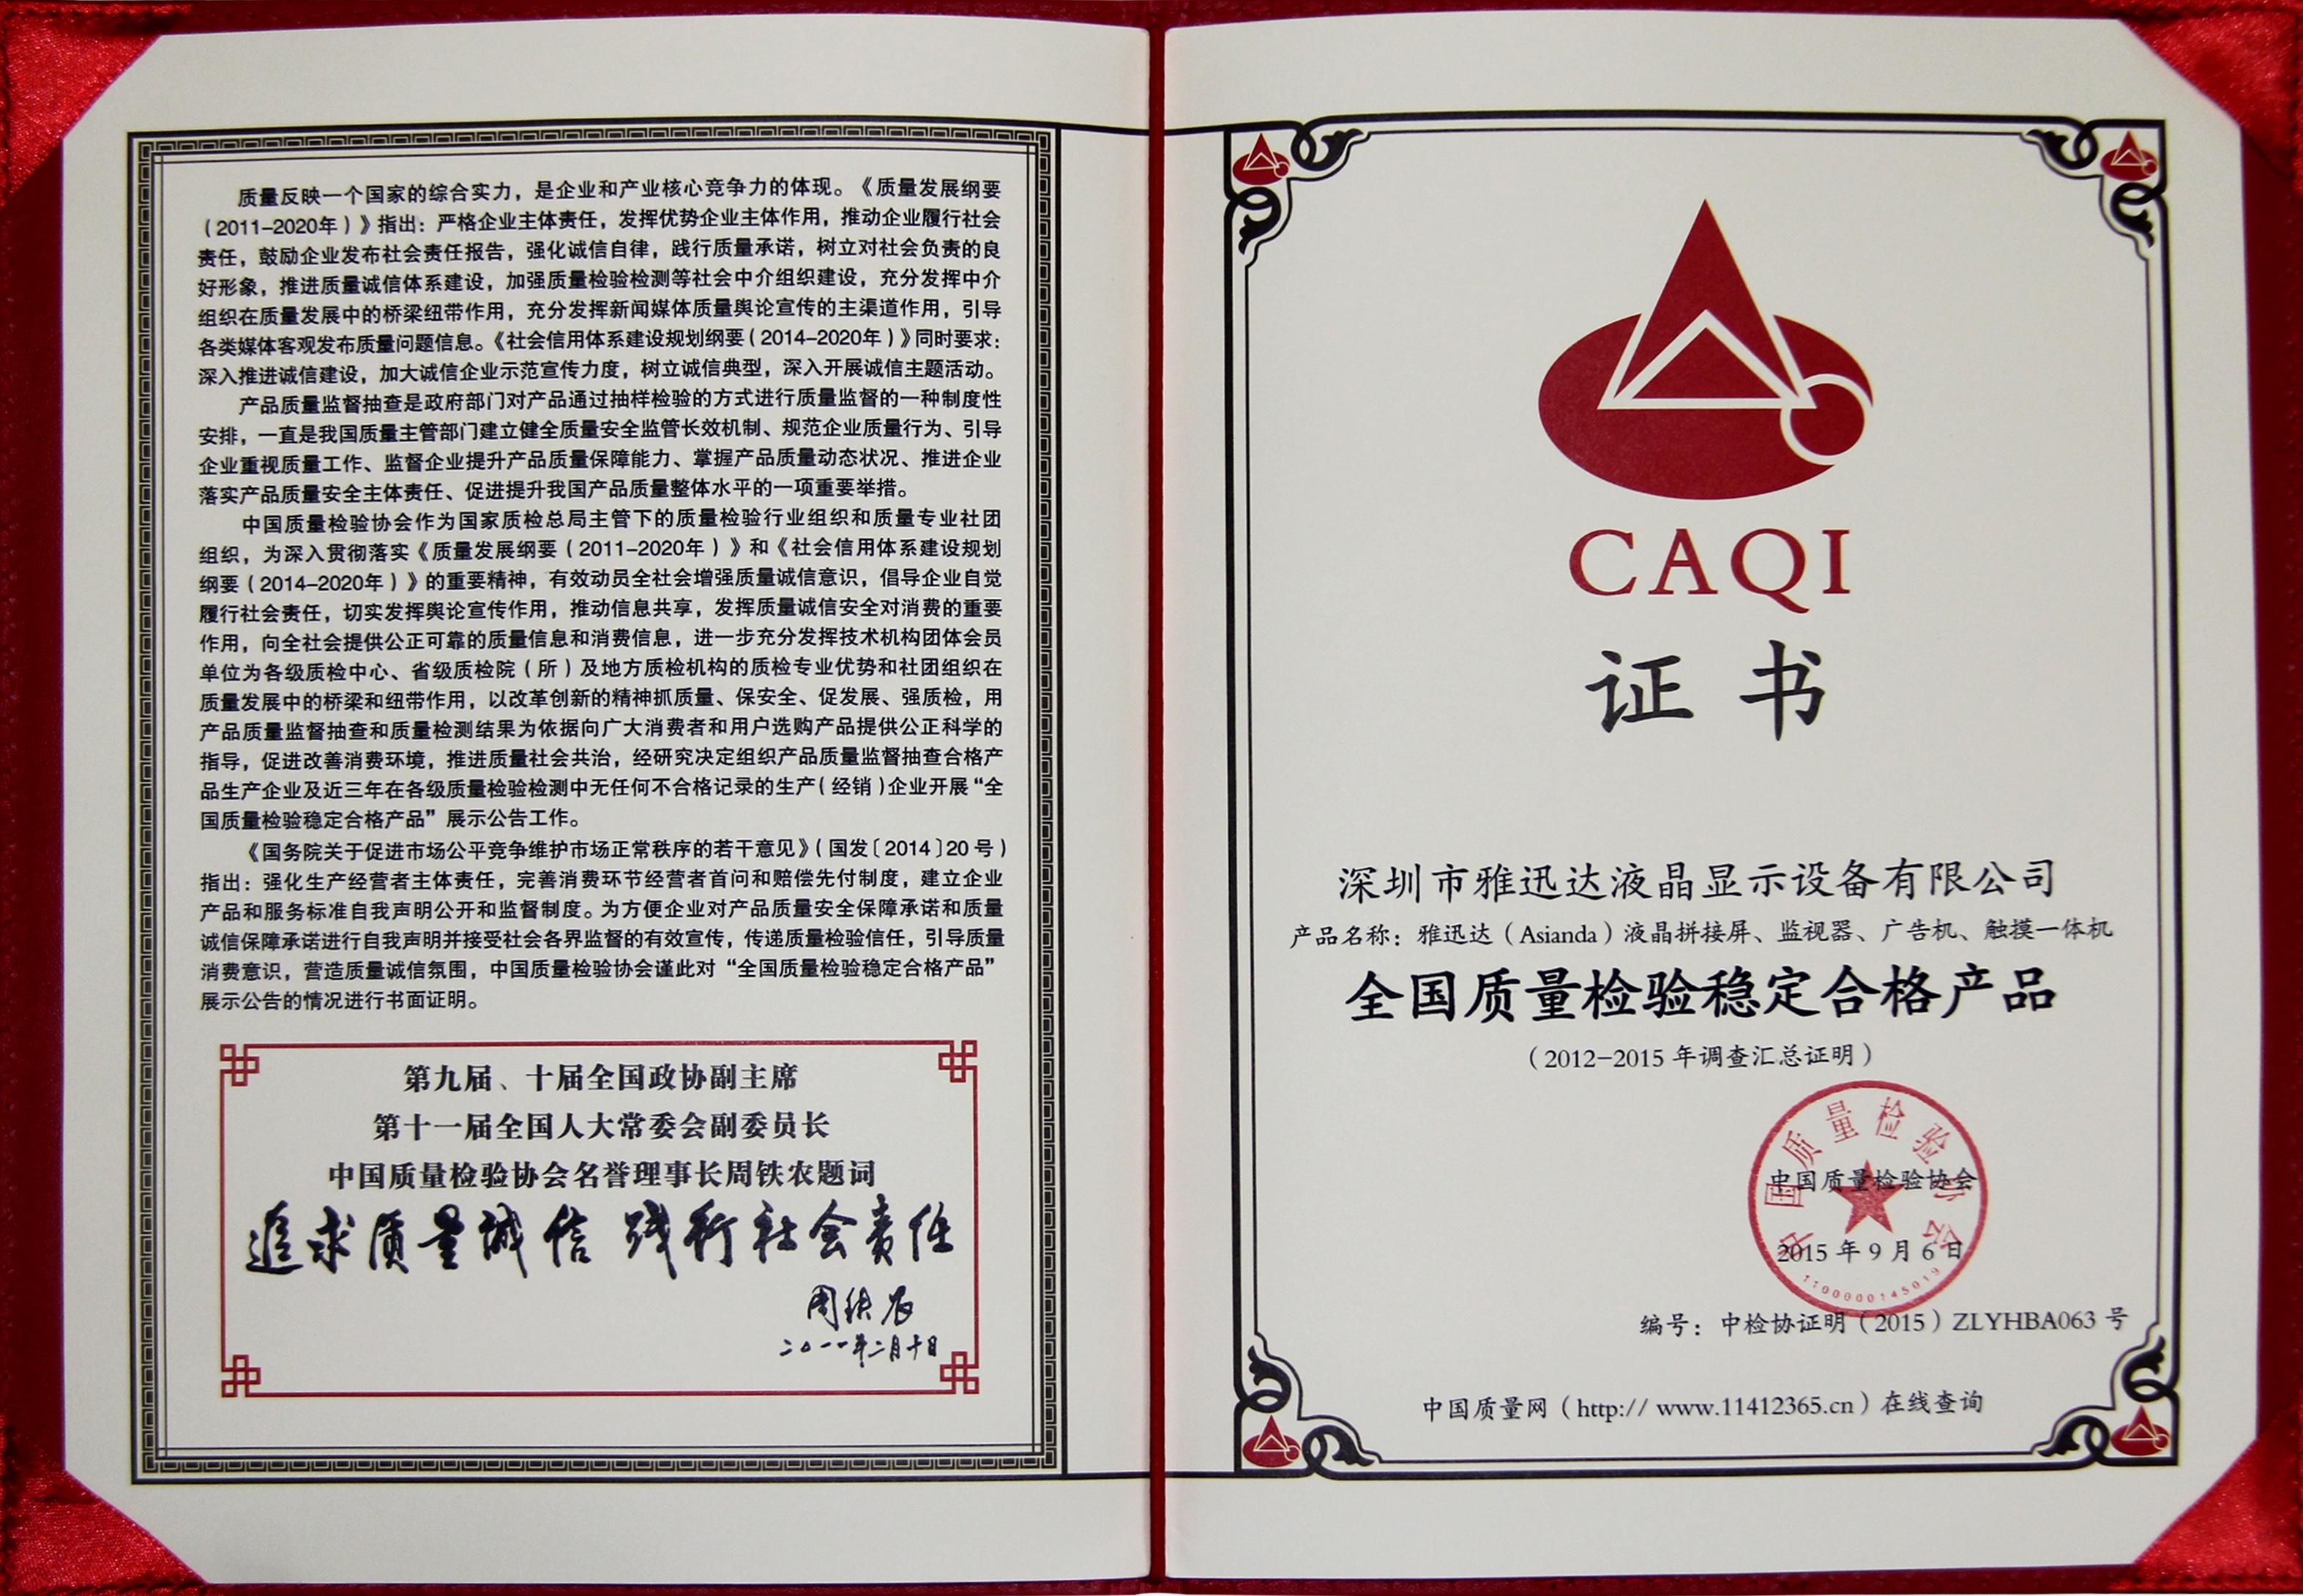 质量反映一个国家的综合实力，是企业和产业核心竞争力的体现。《质量发展纲要
（2011-2020年）》指出：严格企业主体责任，发挥优势企业主体作用，推动企业履行社会
责任，鼓励企业发布社会责任报告，强化诚信自律，践行质量承诺，树立对社会负责的良
好形象，推进质量诚信体系建设，加强质量检验检测等社会中介组织建设，充分发挥中介
组织在质量发展中的桥梁纽带作用，充分发挥新闻媒体质量舆论宣传的主渠道作用，引导
各类媒体客观发布质量问题信息。《社会信用体系建设规划纲要（2014-2020年）》同时要求：
深入推进诚信建设，加大诚信企业示范宣传力度，树立诚信典型，深入开展诚信主题活动。
产品质量监督抽查是政府部门对产品通过抽样检验的方式进行质量监督的一种制度性
安排，一直是我国质量主管部门建立健全质量安全监管长效机制、规范企业质量行为、引导
企业重视质量工作、监督企业提升产品质量保障能力、掌握产品质量动态状况、推进企业
落实产品质量安全主体责任、促进提升我国产品质量整体水平的一项重要举措。
中国质量检验协会作为国家质检总局主管下的质量检验行业组织和质量专业社团
组织，为深入贯彻落实《质量发展纲要（2011-2020年）》和《社会信用体系建设规划
纲要（2014-2020年）》的重要精神，有效动员全社会增强质量诚信意识，倡导企业自觉
履行社会责任，切实发挥舆论宣传作用，推动信息共享，发挥质量诚信安全对消费的重要
作用，向全社会提供公正可靠的质量信息和消费信息，进一步充分发挥技术机构团体会员
单位为各级质检中心、省级质检院（所）及地方质检机构的质检专业优势和社团组织在
质量发展中的桥梁和纽带作用，以改革创新的精神抓质量、保安全、促发展、强质检，用
产品质量监督抽查和质量检测结果为依据向广大消费者和用户选购产品提供公正科学的
指导，促进改善消费环境，推进质量社会共治，经研究决定组织产品质量监督抽查合格产
品生产企业及近三年在各级质量检验检测中无任何不合格记录的生产（经销）企业开展“全
国质量检验稳定合格产品”展示公告工作。
《国务院关于促进市场公平竞争维护市场正常秩序的若干意见》（国发〔2014〕20号）
指出：强化生产经营者主体责任，完善消费环节经营者首问和赔偿先付制度，建立企业
产品和服务标准自我声明公开和监督制度。为方便企业对产品质量安全保障承诺和质量
诚信保障承诺进行自我声明并接受社会各界监督的有效宣传，传递质量检验信任，引导质量
消费意识，营造质量诚信氛围，中国质量检验协会谨此对“全国质量检验稳定合格产品”
展示公告的情况进行书面证明。
第九届、十届全国政协副主席
第十一届全国人大常委会副委员长
中国质量检验协会名誉理事长周铁农题词
追求质量诚信 践行社会责任
周铁农
二〇一一年二月十日
CAQI
证书
深圳市雅迅达液晶显示设备有限公司
产品名称：雅迅达（Asianda）液晶拼接屏、监视器、广告机、触摸一体机
全国质量检验稳定合格产品
（2012-2015年调查汇总证明）
中国质量检验协会
中国质量检验协会
2015年9月6日
1100000145019
编号：中检协证明（2015）ZLYHBA063号
中国质量网（http:// www.11412365.cn）在线查询